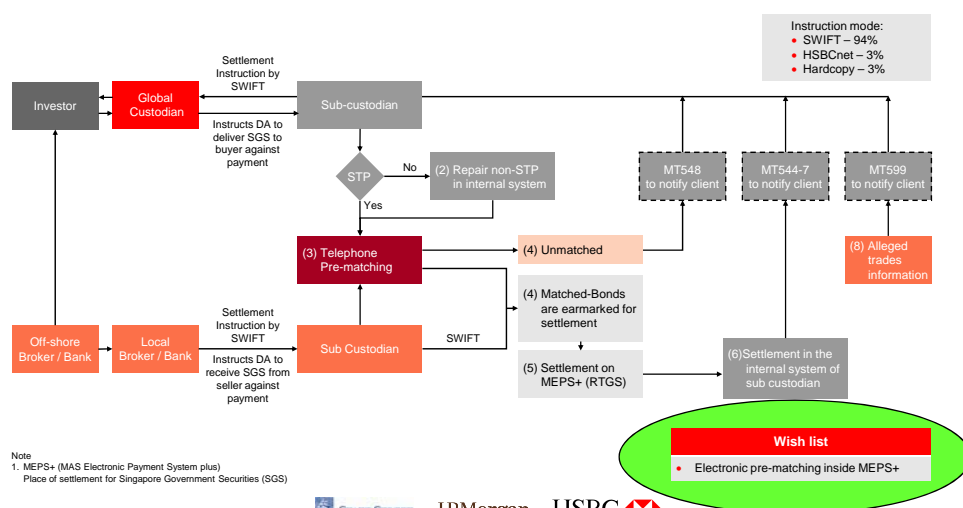 Instruction mode:
• SWIFT – 94%
• HSBCnet – 3%
• Hardcopy – 3%
Settlement
Instruction by
SWIFT
Investor
Global
Custodian
Sub-custodian
Instructs DA to
deliver SGS to
buyer against
payment
STP
No
Yes
(2) Repair non-STP
in internal system
MT548
to notify client
MT544-7
to notify client
MT599
to notify client
(3) Telephone
Pre-matching
(4) Unmatched
(8) Alleged
trades
information
(4) Matched-Bonds
are earmarked for
settlement
Settlement
Instruction by
SWIFT
Off-shore
Broker / Bank
Local
Broker / Bank
Sub Custodian
SWIFT
Instructs DA to
receive SGS from
seller against
payment
(5) Settlement on
MEPS+ (RTGS)
(6)Settlement in the
internal system of
sub custodian
Wish list
• Electronic pre-matching inside MEPS+
Note
1. MEPS+ (MAS Electronic Payment System plus)
Place of settlement for Singapore Government Securities (SGS)
JPMorgan
HSBC